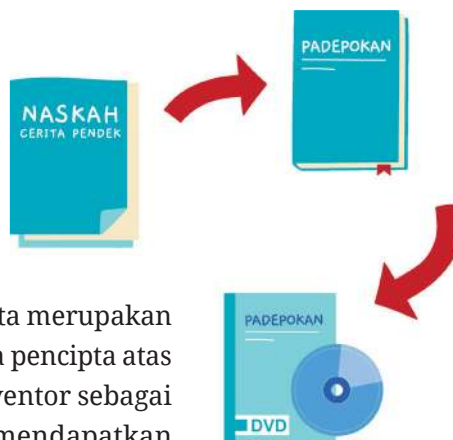 NASKAH
CERITA PENDEK
PADEPOKAN
ta merupakan
pencipta atas
ventor sebagai
mendapatkan
PADEPOKAN
DVD